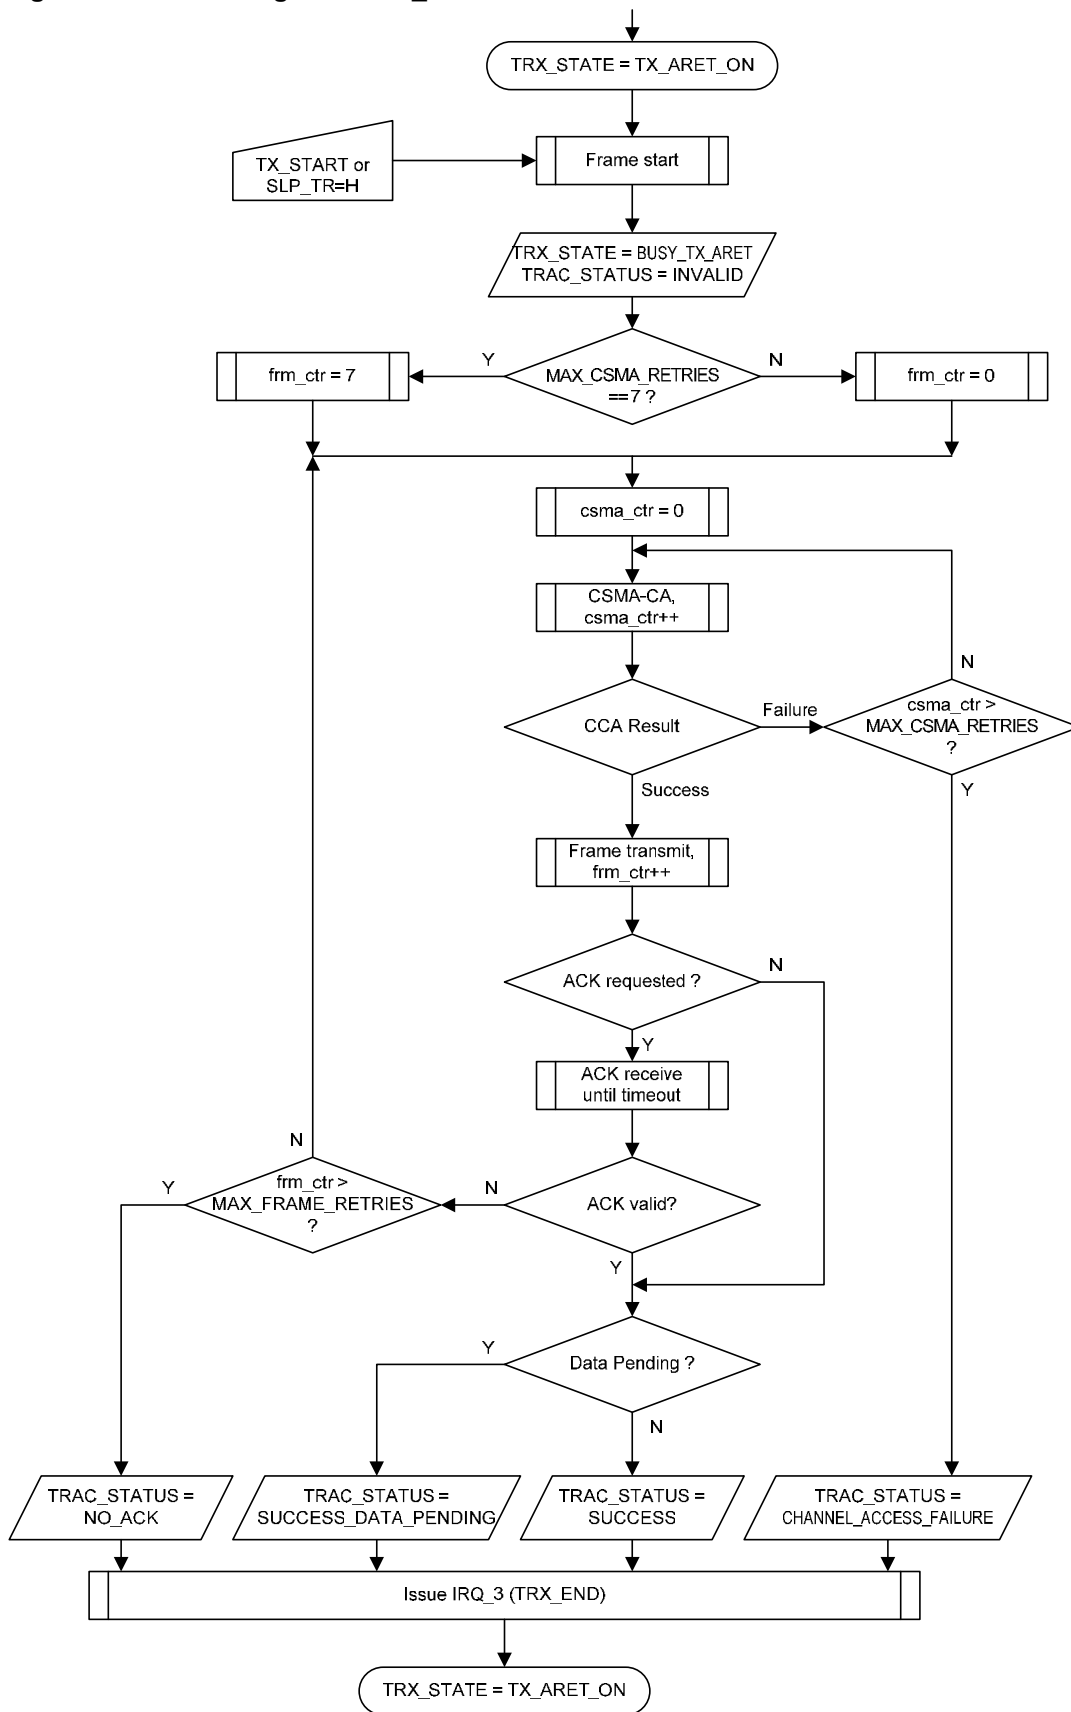 TRX_STATE = TX_ARET_ON
TX_START or
SLP_TR=H
Frame start
TRX_STATE = BUSY_TX_ARET
TRAC_STATUS = INVALID
Y
MAX_CSMA_RETRIES
==7 ?
N
frm_ctr = 7
frm_ctr = 0
csma_ctr = 0
CSMA-CA,
csma_ctr++
N
CCA Result
Failure
csma_ctr >
MAX_CSMA_RETRIES
?
Success
Y
Frame transmit,
frm_ctr++
ACK requested ?
N
Y
ACK receive
until timeout
N
Y
frm_ctr >
MAX_FRAME_RETRIES
?
N
ACK valid?
Y
Y
Data Pending ?
N
TRAC_STATUS =
NO_ACK
TRAC_STATUS =
SUCCESS_DATA_PENDING
TRAC_STATUS =
SUCCESS
TRAC_STATUS =
CHANNEL_ACCESS_FAILURE
Issue IRQ_3 (TRX_END)
TRX_STATE = TX_ARET_ON